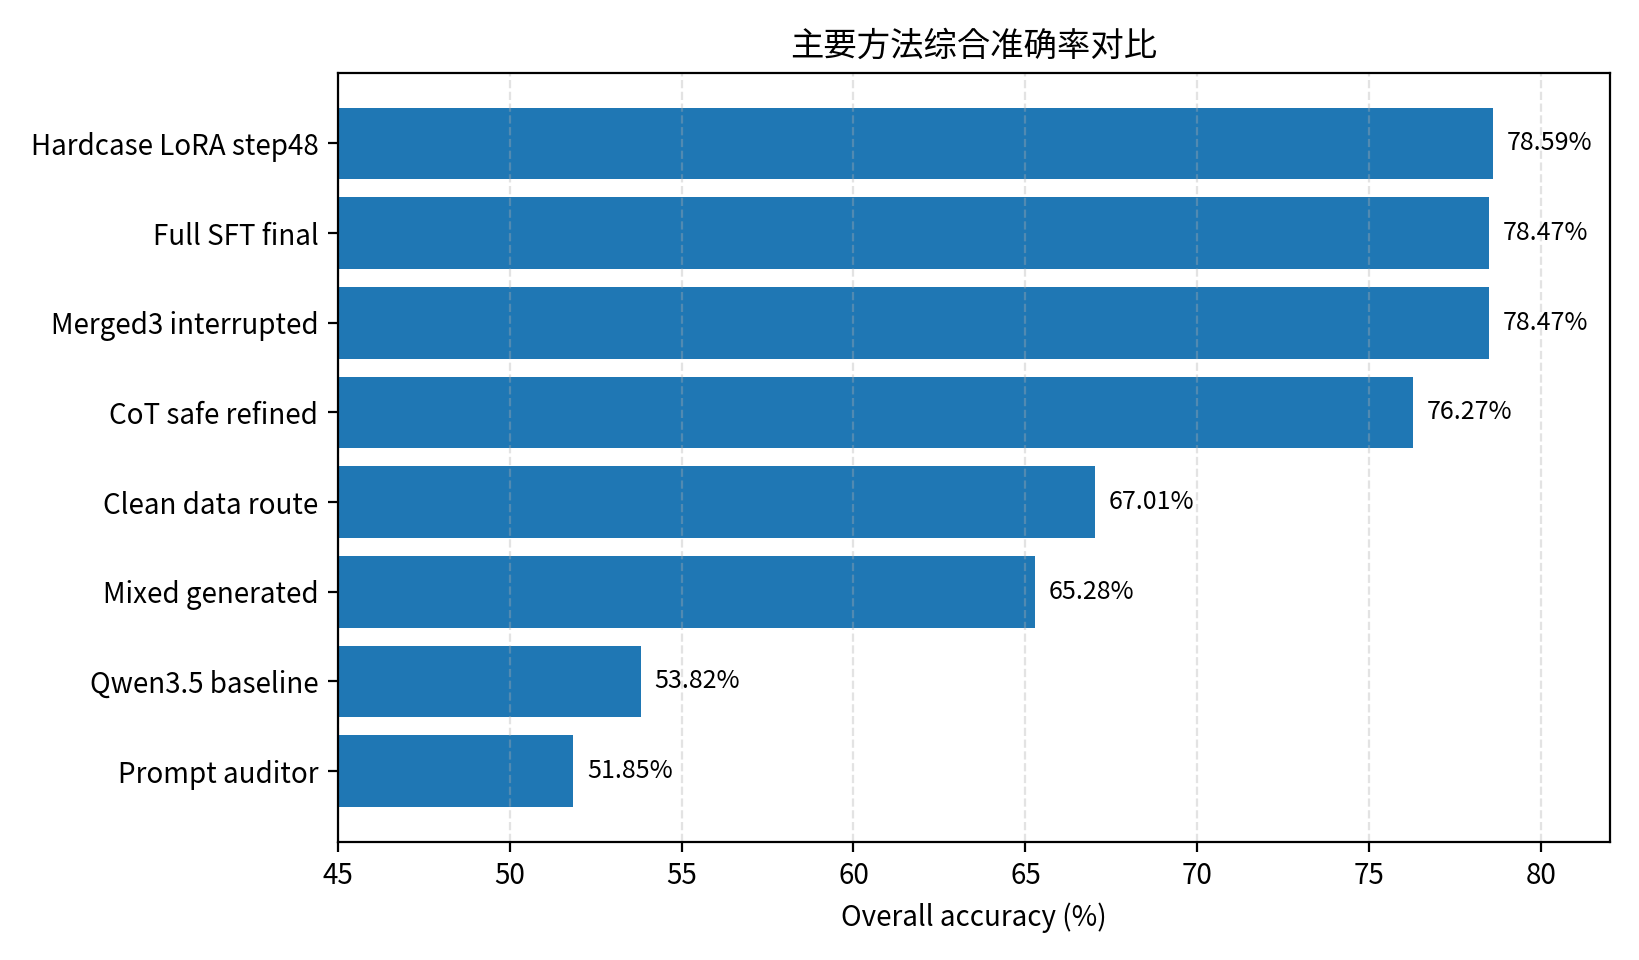 主要方法综合准确率对比
Hardcase LoRA step48 78.59%
Full SFT final 78.47%
Merged3 interrupted 78.47%
CoT safe refined 76.27%
Clean data route 67.01%
Mixed generated 65.28%
Qwen3.5 baseline 53.82%
Prompt auditor 51.85%
45 50 55 60 65 70 75 80
Overall accuracy (%)